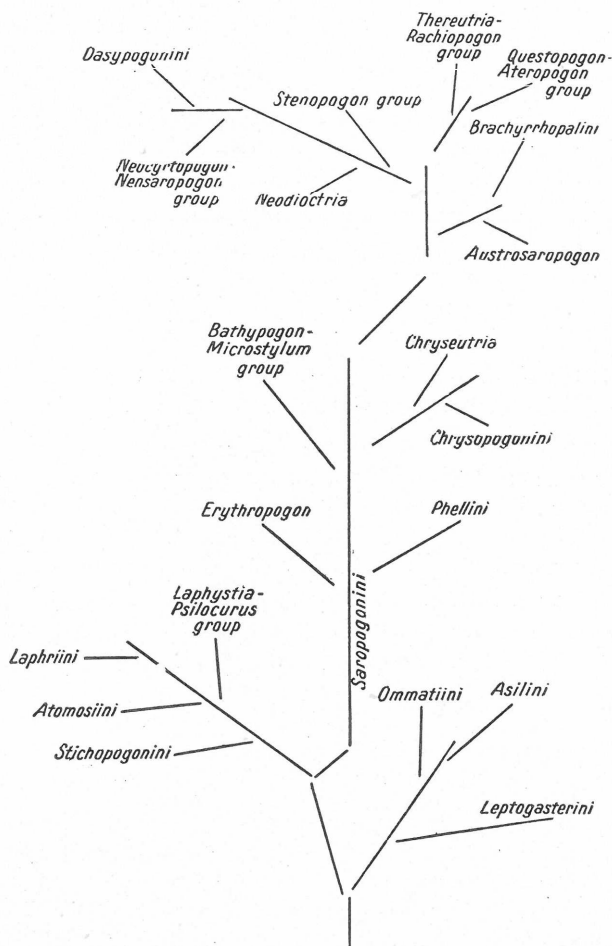 Thereutria-
Rachiopogon
group
Questopogon-
Ateropogon
group
Dasypogonini
Stenopogon group
Brachyrrhopalini
Neocyrtopogon-
Nensaropogon
group
Neodioctria
Austrosaropogon
Bathypogon-
Microstylum
group
Chryseutria
Chrysopogonini
Erythropogon
Phellini
Saropogonini
Laphystia-
Psilocurus
group
Laphriini
Atomosiini
Stichopogonini
Ommatiini
Asilini
Leptogasterini